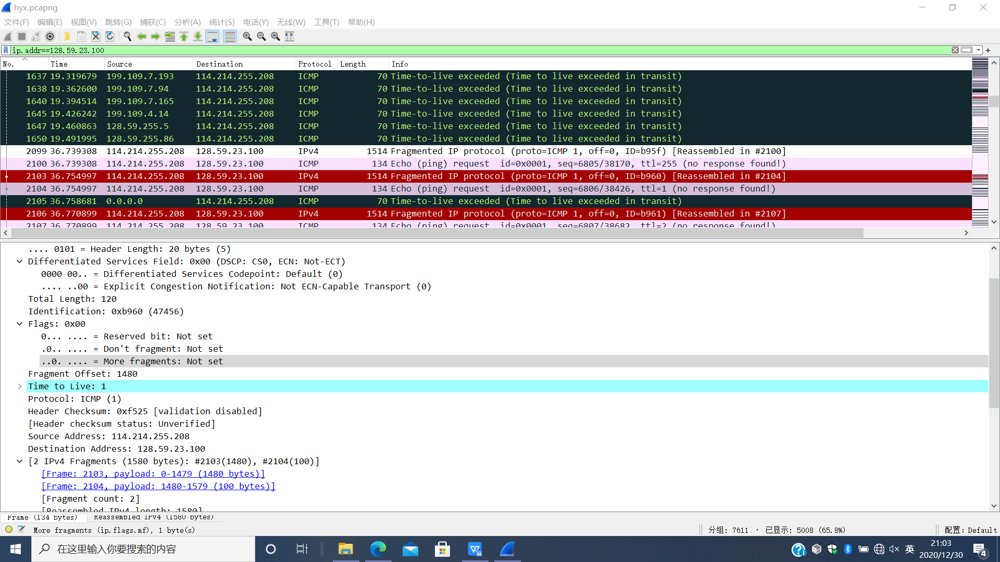 hyx.pcapng
文件(F) 编辑(E) 视图(V) 跳转(G) 捕获(C) 分析(A) 统计(S) 电话(Y) 无线(W) 工具(T) 帮助(H)
ip.addr==128.59.23.100
No. Time Source Destination Protocol Length Info
1637 19.319679 199.109.7.193 114.214.255.208 ICMP 70 Time-to-live exceeded (Time to live exceeded in transit)
1638 19.362600 199.109.7.94 114.214.255.208 ICMP 70 Time-to-live exceeded (Time to live exceeded in transit)
1640 19.394514 199.109.7.165 114.214.255.208 ICMP 70 Time-to-live exceeded (Time to live exceeded in transit)
1645 19.426242 199.109.4.14 114.214.255.208 ICMP 70 Time-to-live exceeded (Time to live exceeded in transit)
1647 19.460863 128.59.255.5 114.214.255.208 ICMP 70 Time-to-live exceeded (Time to live exceeded in transit)
1650 19.491995 128.59.255.86 114.214.255.208 ICMP 70 Time-to-live exceeded (Time to live exceeded in transit)
2099 36.739308 114.214.255.208 128.59.23.100 IPv4 1514 Fragmented IP protocol (proto=ICMP 1, off=0, ID=b95f) [Reassembled in #2100]
2100 36.739308 114.214.255.208 128.59.23.100 ICMP 134 Echo (ping) request id=0x0001, seq=6805/38170, ttl=255 (no response found!)
2103 36.754997 114.214.255.208 128.59.23.100 IPv4 1514 Fragmented IP protocol (proto=ICMP 1, off=0, ID=b960) [Reassembled in #2104]
2104 36.754997 114.214.255.208 128.59.23.100 ICMP 134 Echo (ping) request id=0x0001, seq=6806/38426, ttl=1 (no response found!)
2105 36.758681 0.0.0.0 114.214.255.208 ICMP 70 Time-to-live exceeded (Time to live exceeded in transit)
2106 36.770899 114.214.255.208 128.59.23.100 IPv4 1514 Fragmented IP protocol (proto=ICMP 1, off=0, ID=b961) [Reassembled in #2107]
2107 36.770899 114.214.255.208 128.59.23.100 ICMP 134 Echo (ping) request id=0x0001, seq=6807/38682, ttl=2 (no response found!)
.... 0101 = Header Length: 20 bytes (5)
Differentiated Services Field: 0x00 (DSCP: CS0, ECN: Not-ECT)
0000 00.. = Differentiated Services Codepoint: Default (0)
.... ..00 = Explicit Congestion Notification: Not ECN-Capable Transport (0)
Total Length: 120
Identification: 0xb960 (47456)
Flags: 0x00
0... .... = Reserved bit: Not set
.0.. .... = Don't fragment: Not set
..0. .... = More fragments: Not set
Fragment Offset: 1480
Time to Live: 1
Protocol: ICMP (1)
Header Checksum: 0xf525 [validation disabled]
[Header checksum status: Unverified]
Source Address: 114.214.255.208
Destination Address: 128.59.23.100
[2 IPv4 Fragments (1580 bytes): #2103(1480), #2104(100)]
[Frame: 2103, payload: 0-1479 (1480 bytes)]
[Frame: 2104, payload: 1480-1579 (100 bytes)]
[Fragment count: 2]
[Reassembled IPv4 length: 1580]
Frame (134 bytes) Reassembled IPv4 (1580 bytes)
More fragments (ip.flags.mf), 1 byte(s) 分组: 7611 · 已显示: 5008 (65.8%) 配置: Default
在这里输入你要搜索的内容 英 21:03
2020/12/30 4